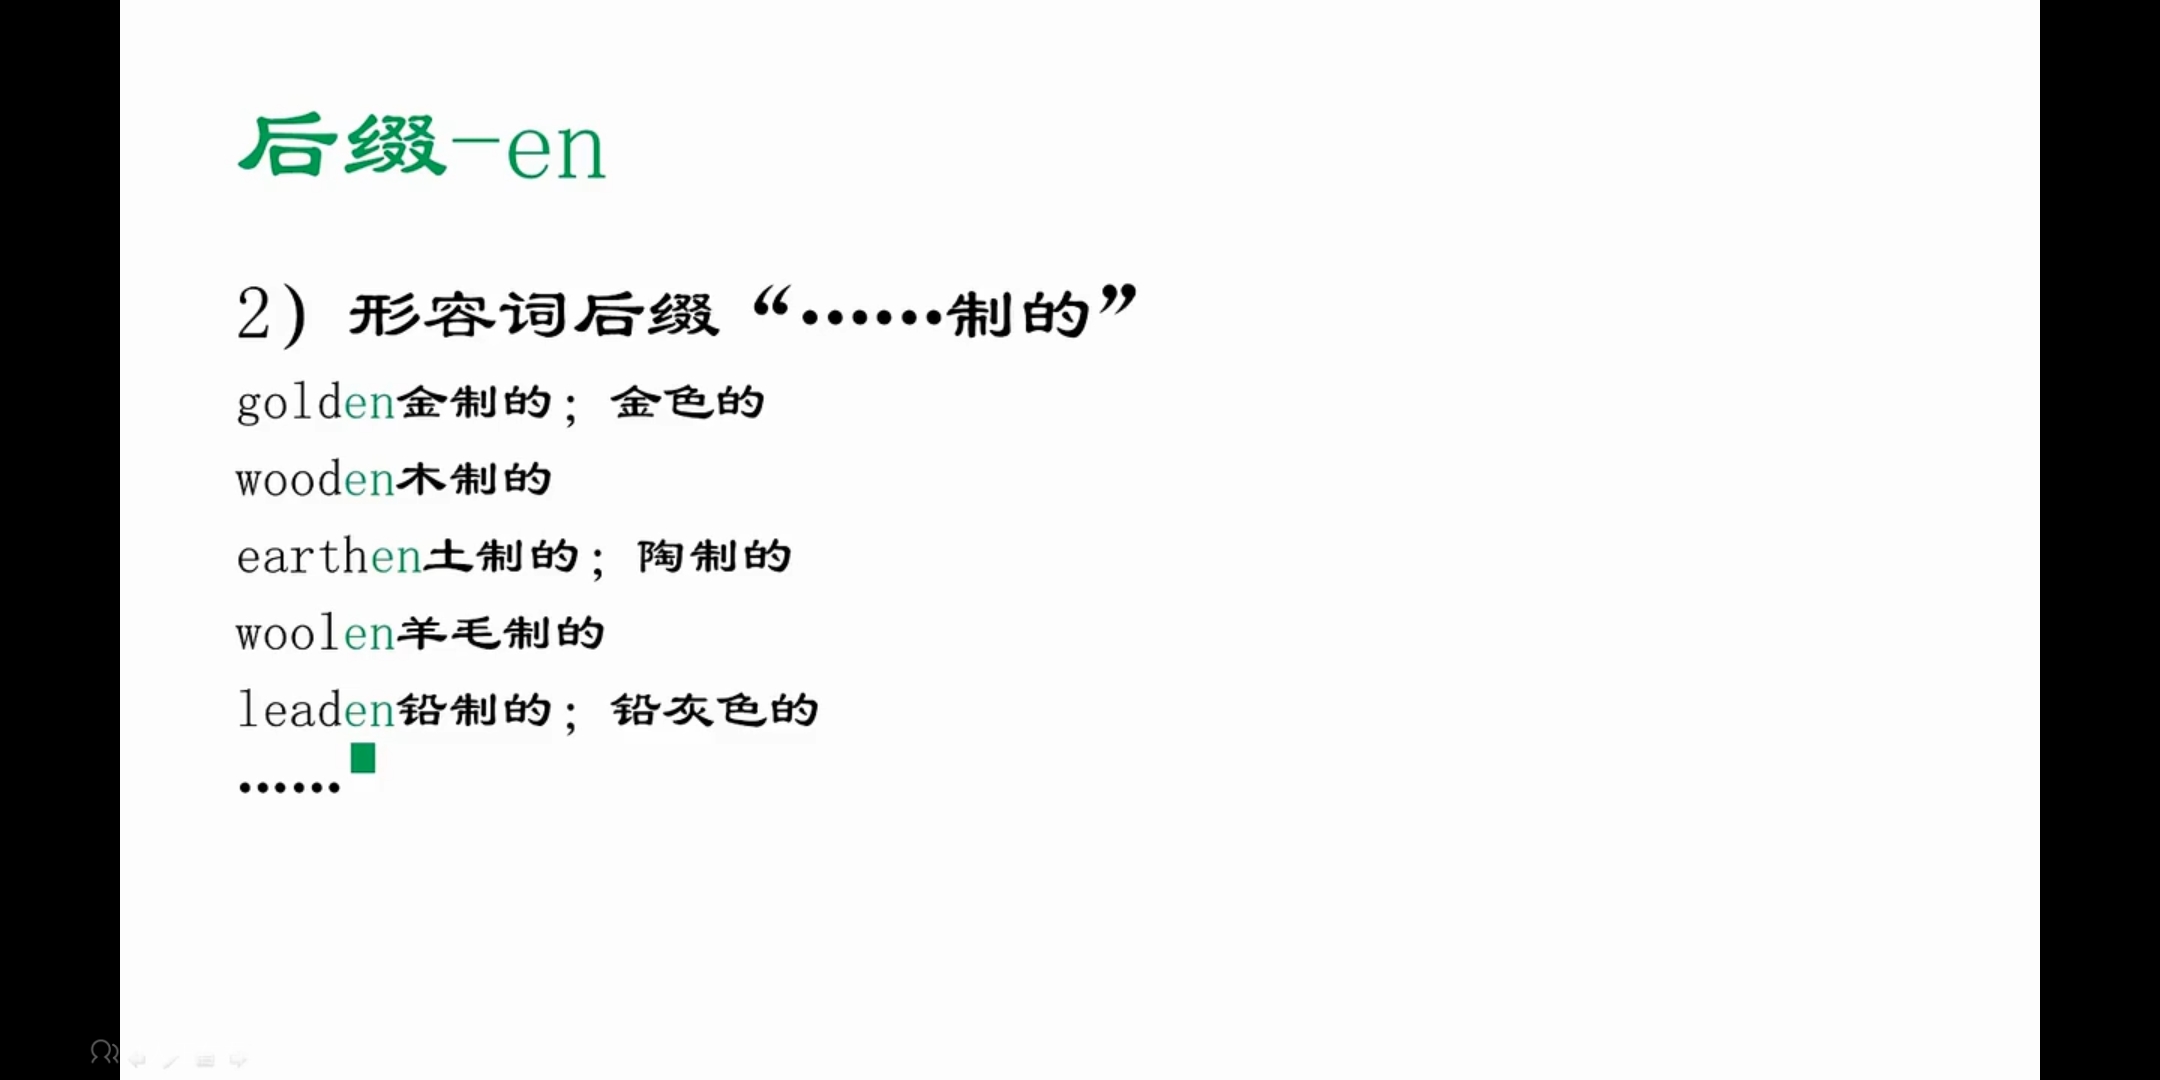 后缀-en
2）形容词后缀“……制的”
golden金制的；金色的
wooden木制的
earthen土制的；陶制的
woolen羊毛制的
leaden铅制的；铅灰色的
……